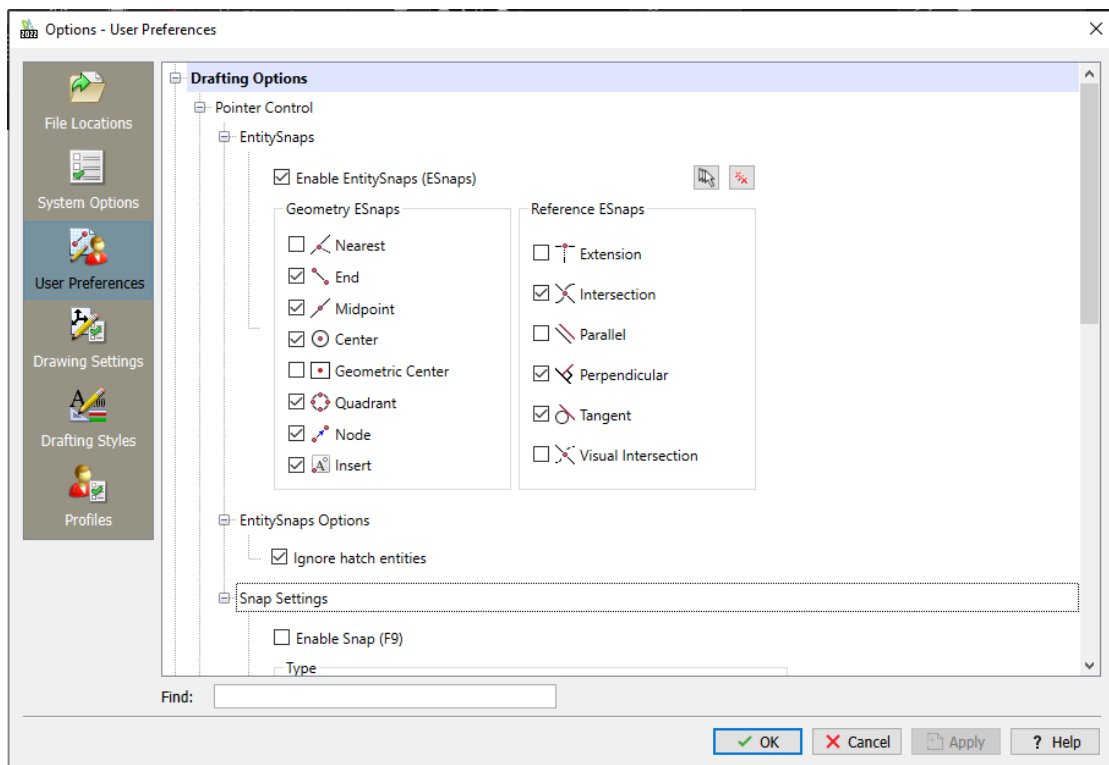 2022 Options - User Preferences
File Locations
System Options
User Preferences
Drawing Settings
Drafting Styles
Profiles
Drafting Options
Pointer Control
EntitySnaps
Enable EntitySnaps (ESnaps)
Geometry ESnaps
Nearest
End
Midpoint
Center
Geometric Center
Quadrant
Node
Insert
Reference ESnaps
Extension
Intersection
Parallel
Perpendicular
Tangent
Visual Intersection
EntitySnaps Options
Ignore hatch entities
Snap Settings
Enable Snap (F9)
Type
Find:
OK
Cancel
Apply
? Help